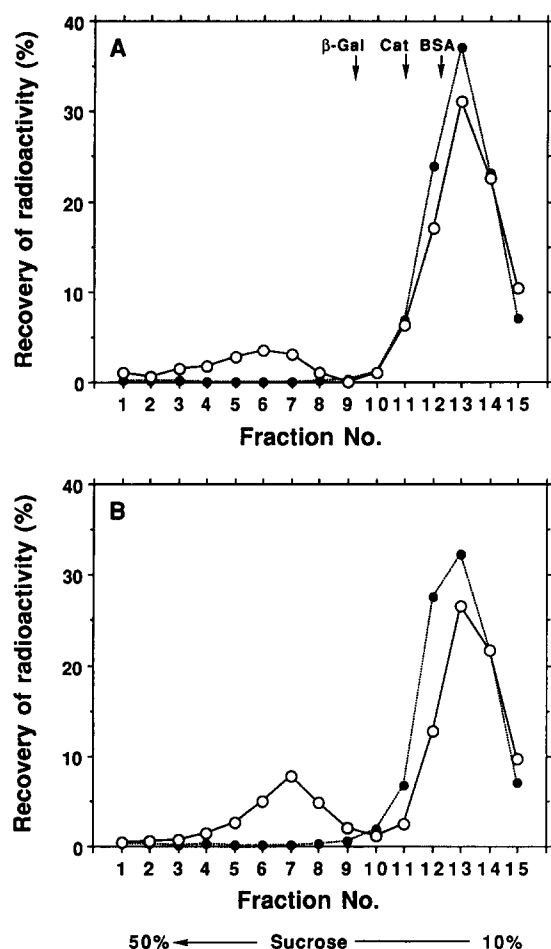 A
β-Gal Cat BSA
40
30
20
10
0
Recovery of radioactivity (%)
1 2 3 4 5 6 7 8 9 10 11 12 13 14 15
Fraction No.
B
40
30
20
10
0
Recovery of radioactivity (%)
1 2 3 4 5 6 7 8 9 10 11 12 13 14 15
Fraction No.
50% Sucrose 10%